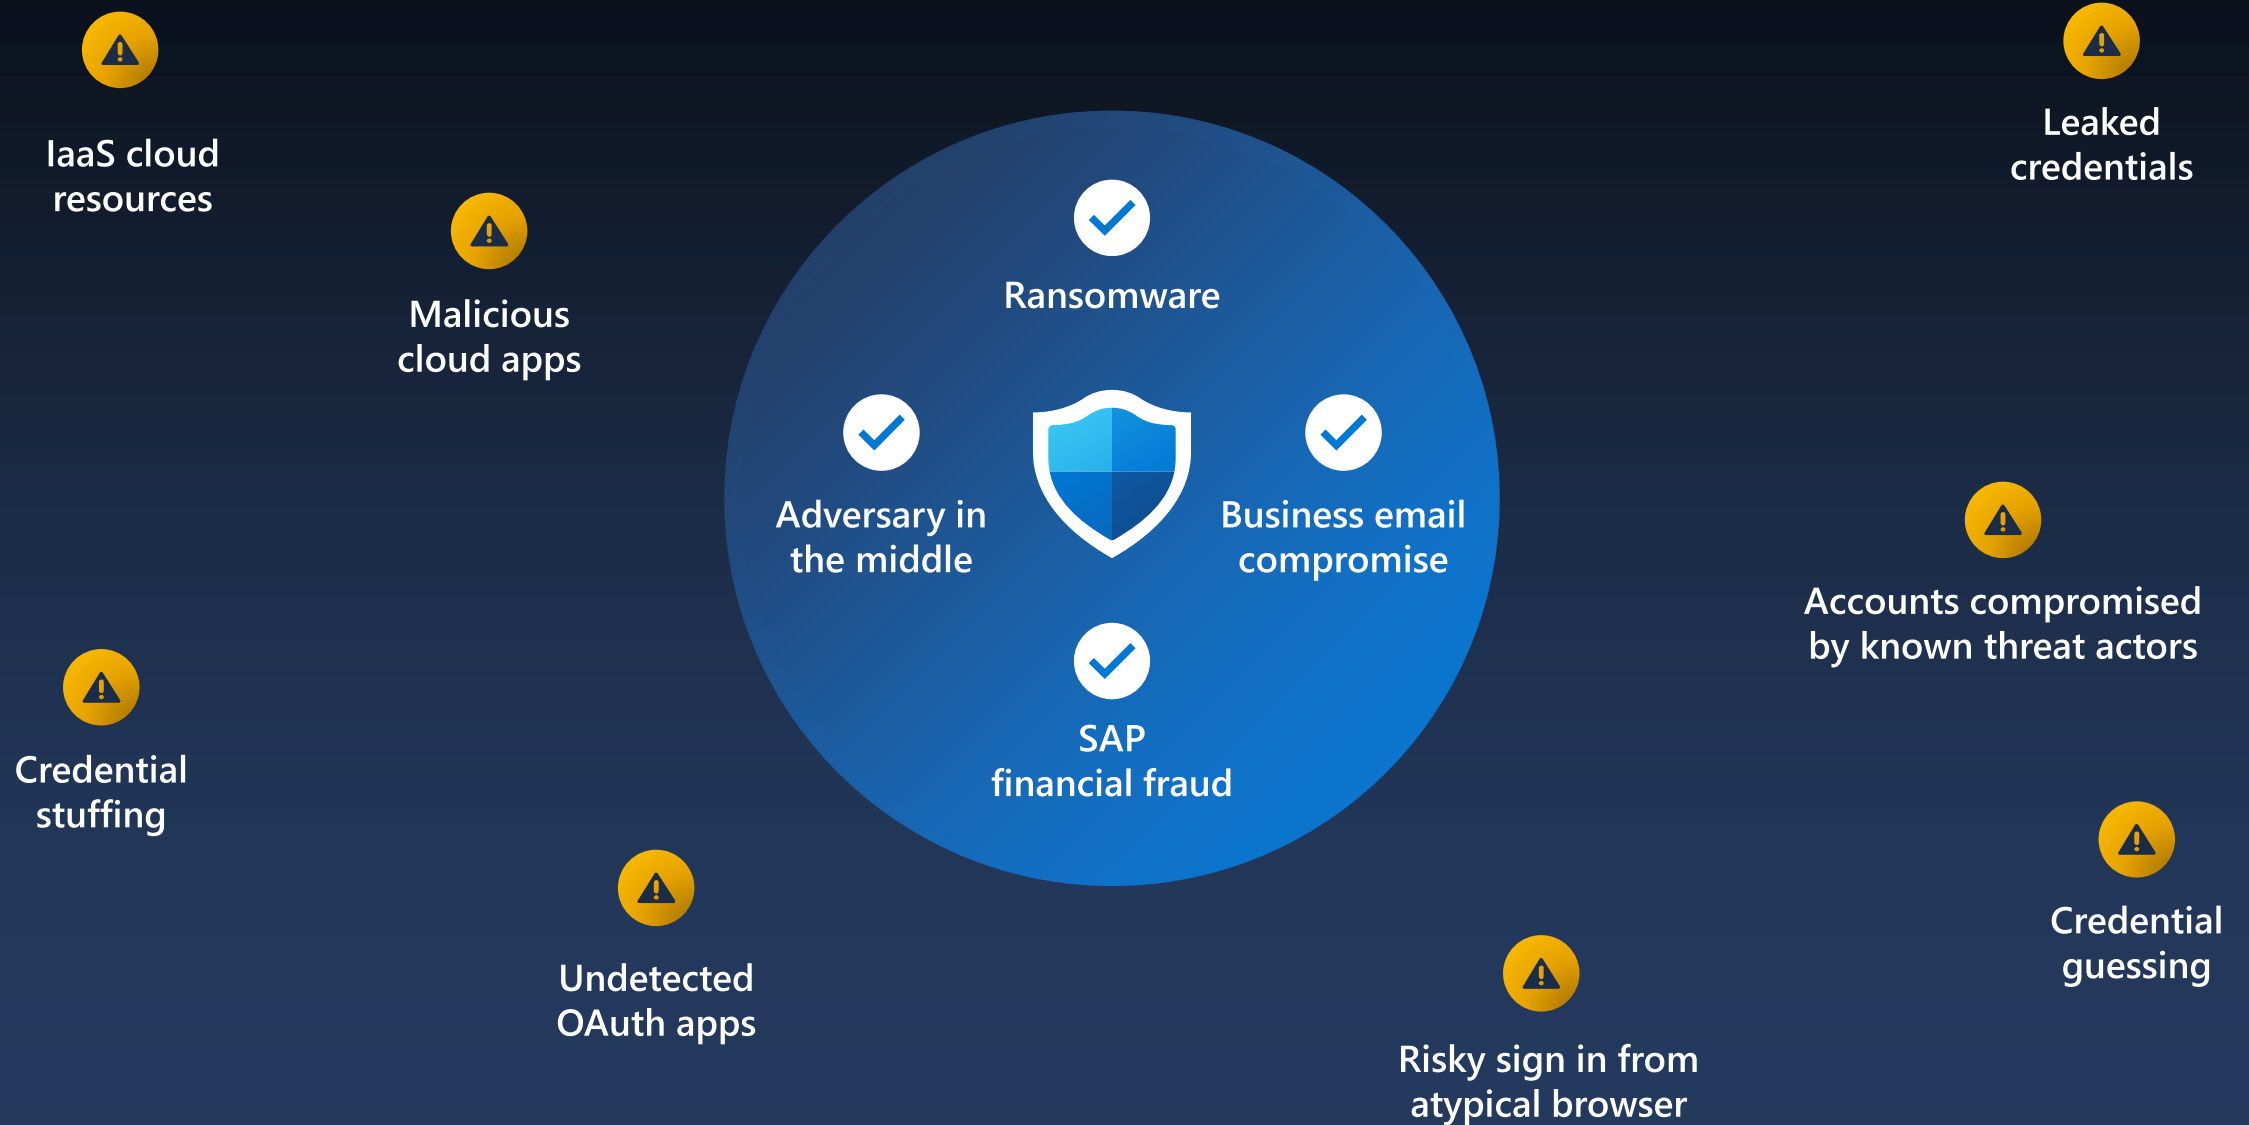 IaaS cloud
resources
Leaked
credentials
Malicious
cloud apps
Ransomware
Adversary in
the middle
Business email
compromise
SAP
financial fraud
Accounts compromised
by known threat actors
Credential
stuffing
Credential
guessing
Undetected
OAuth apps
Risky sign in from
atypical browser